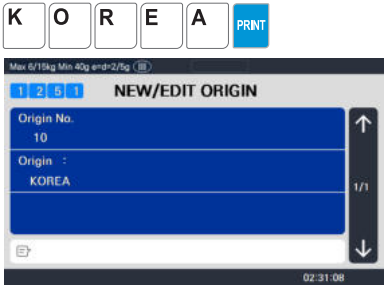 K O R E A PRINT
Max 6/15kg Min 40g e=d=2/5g (III)
1 2 5 1 NEW/EDIT ORIGIN
Origin No.
10
Origin :
KOREA
1/1
02:31:08